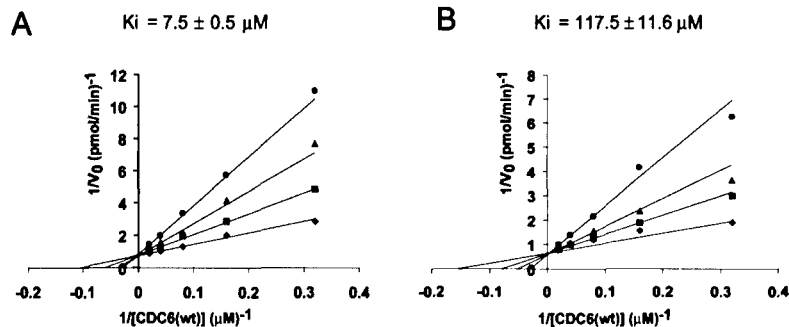 A
Ki = 7.5 ± 0.5 µM
12
10
8
6
4
2
0
1/V0 (pmol/min)-1
-0.2 -0.1 0 0.1 0.2 0.3 0.4
1/[CDC6(wt)] (µM)-1
B
Ki = 117.5 ± 11.6 µM
8
7
6
5
4
3
2
1
0
1/V0 (pmol/min)-1
-0.2 -0.1 0 0.1 0.2 0.3 0.4
1/[CDC6(wt)] (µM)-1